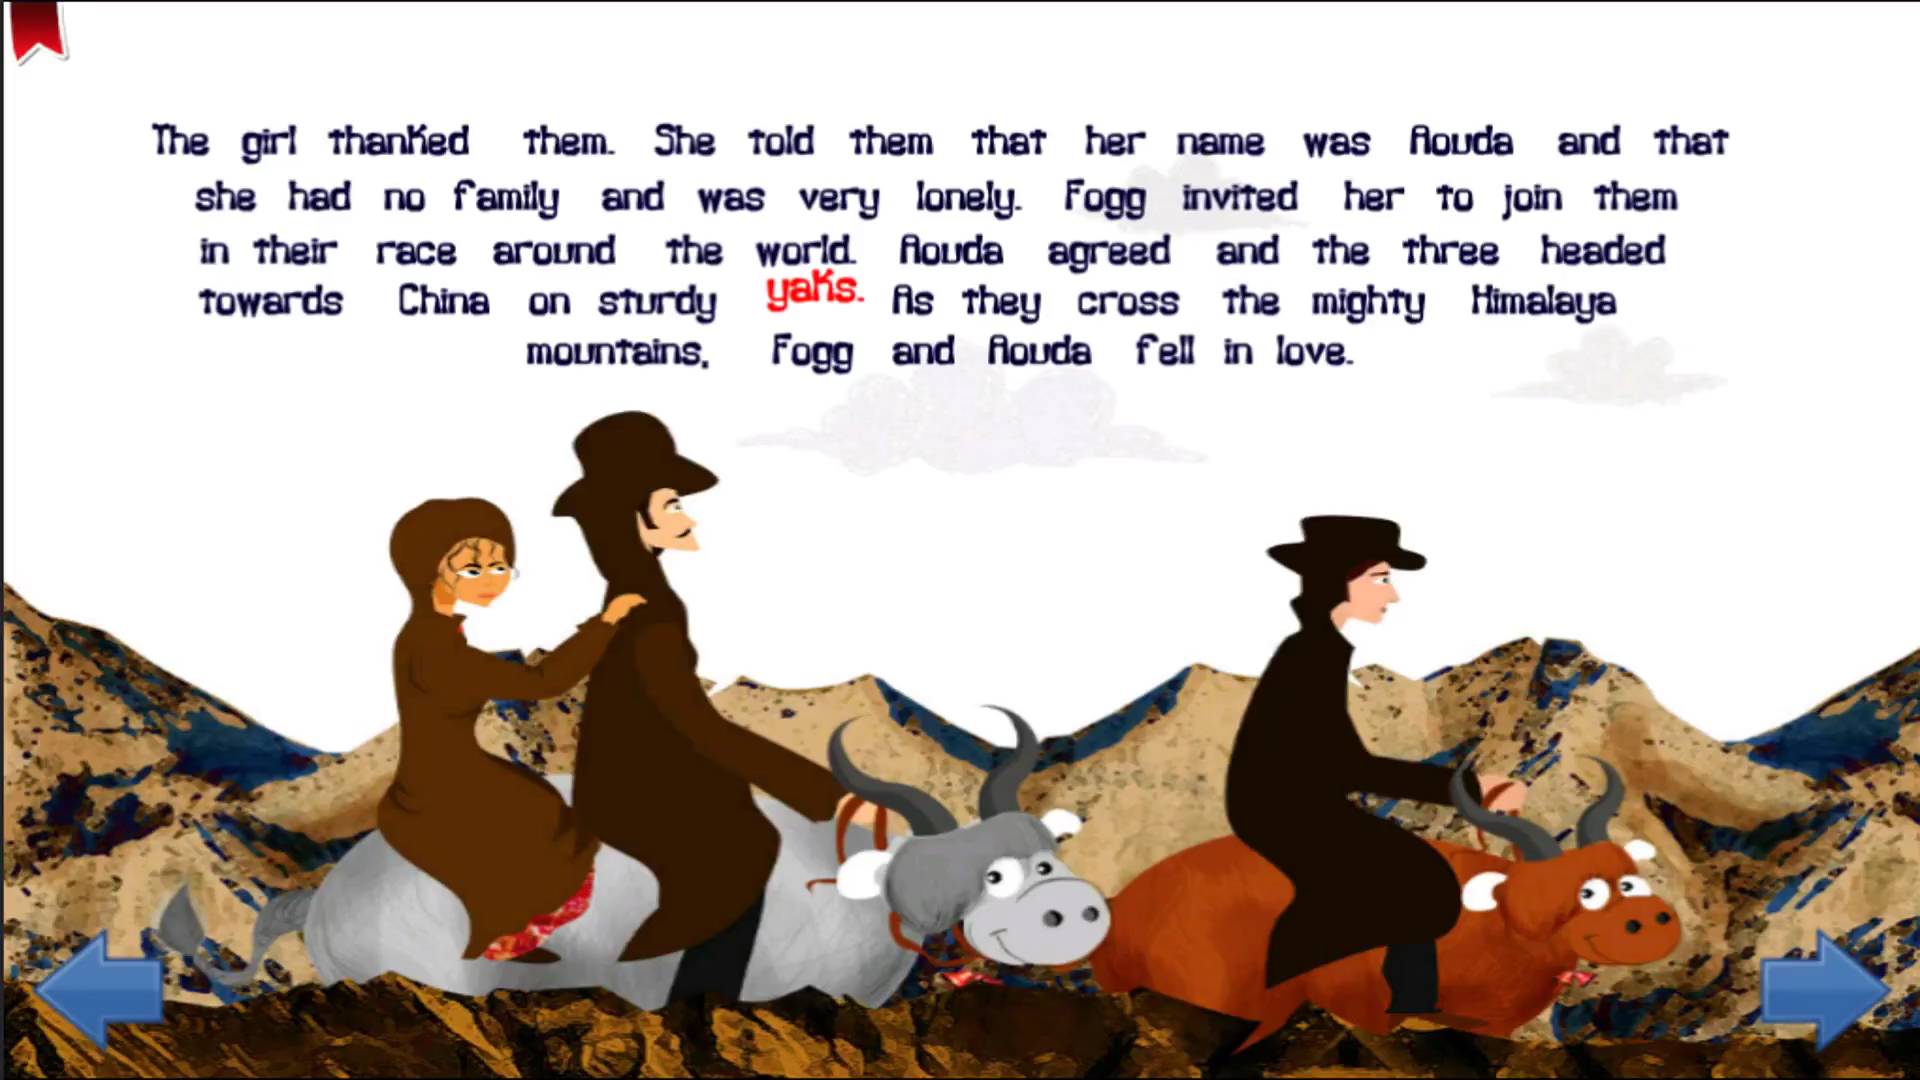 The girl thanked them. She told them that her name was Aouda and that
she had no family and was very lonely. Fogg invited her to join them
in their race around the world. Aouda agreed and the three headed
towards China on sturdy yaks. As they cross the mighty Himalaya
mountains, Fogg and Aouda fell in love.